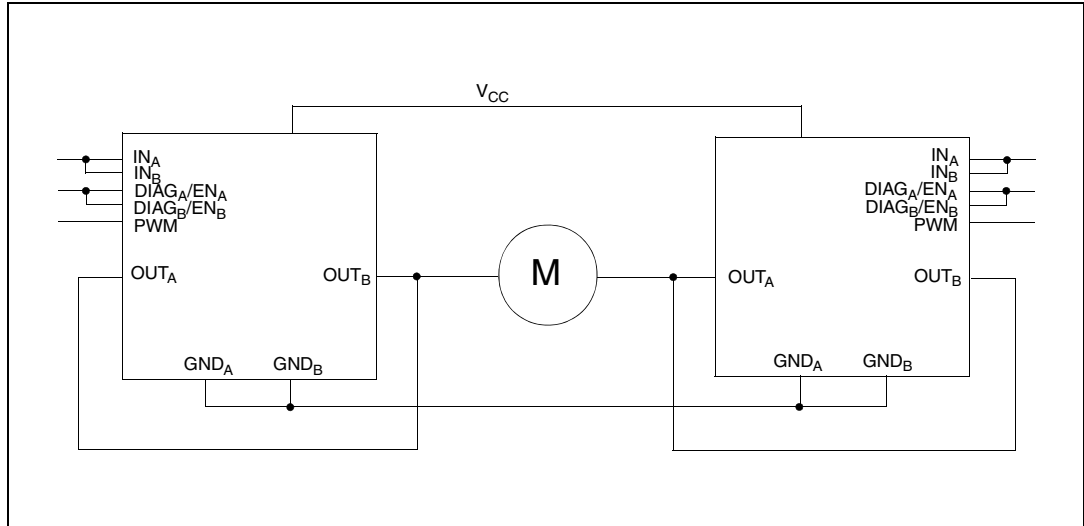 V_CC
IN_A
IN_B
DIAG_A/EN_A
DIAG_B/EN_B
PWM
OUT_A
OUT_B
GND_A GND_B
M
IN_A
IN_B
DIAG_A/EN_A
DIAG_B/EN_B
PWM
OUT_A
OUT_B
GND_A GND_B